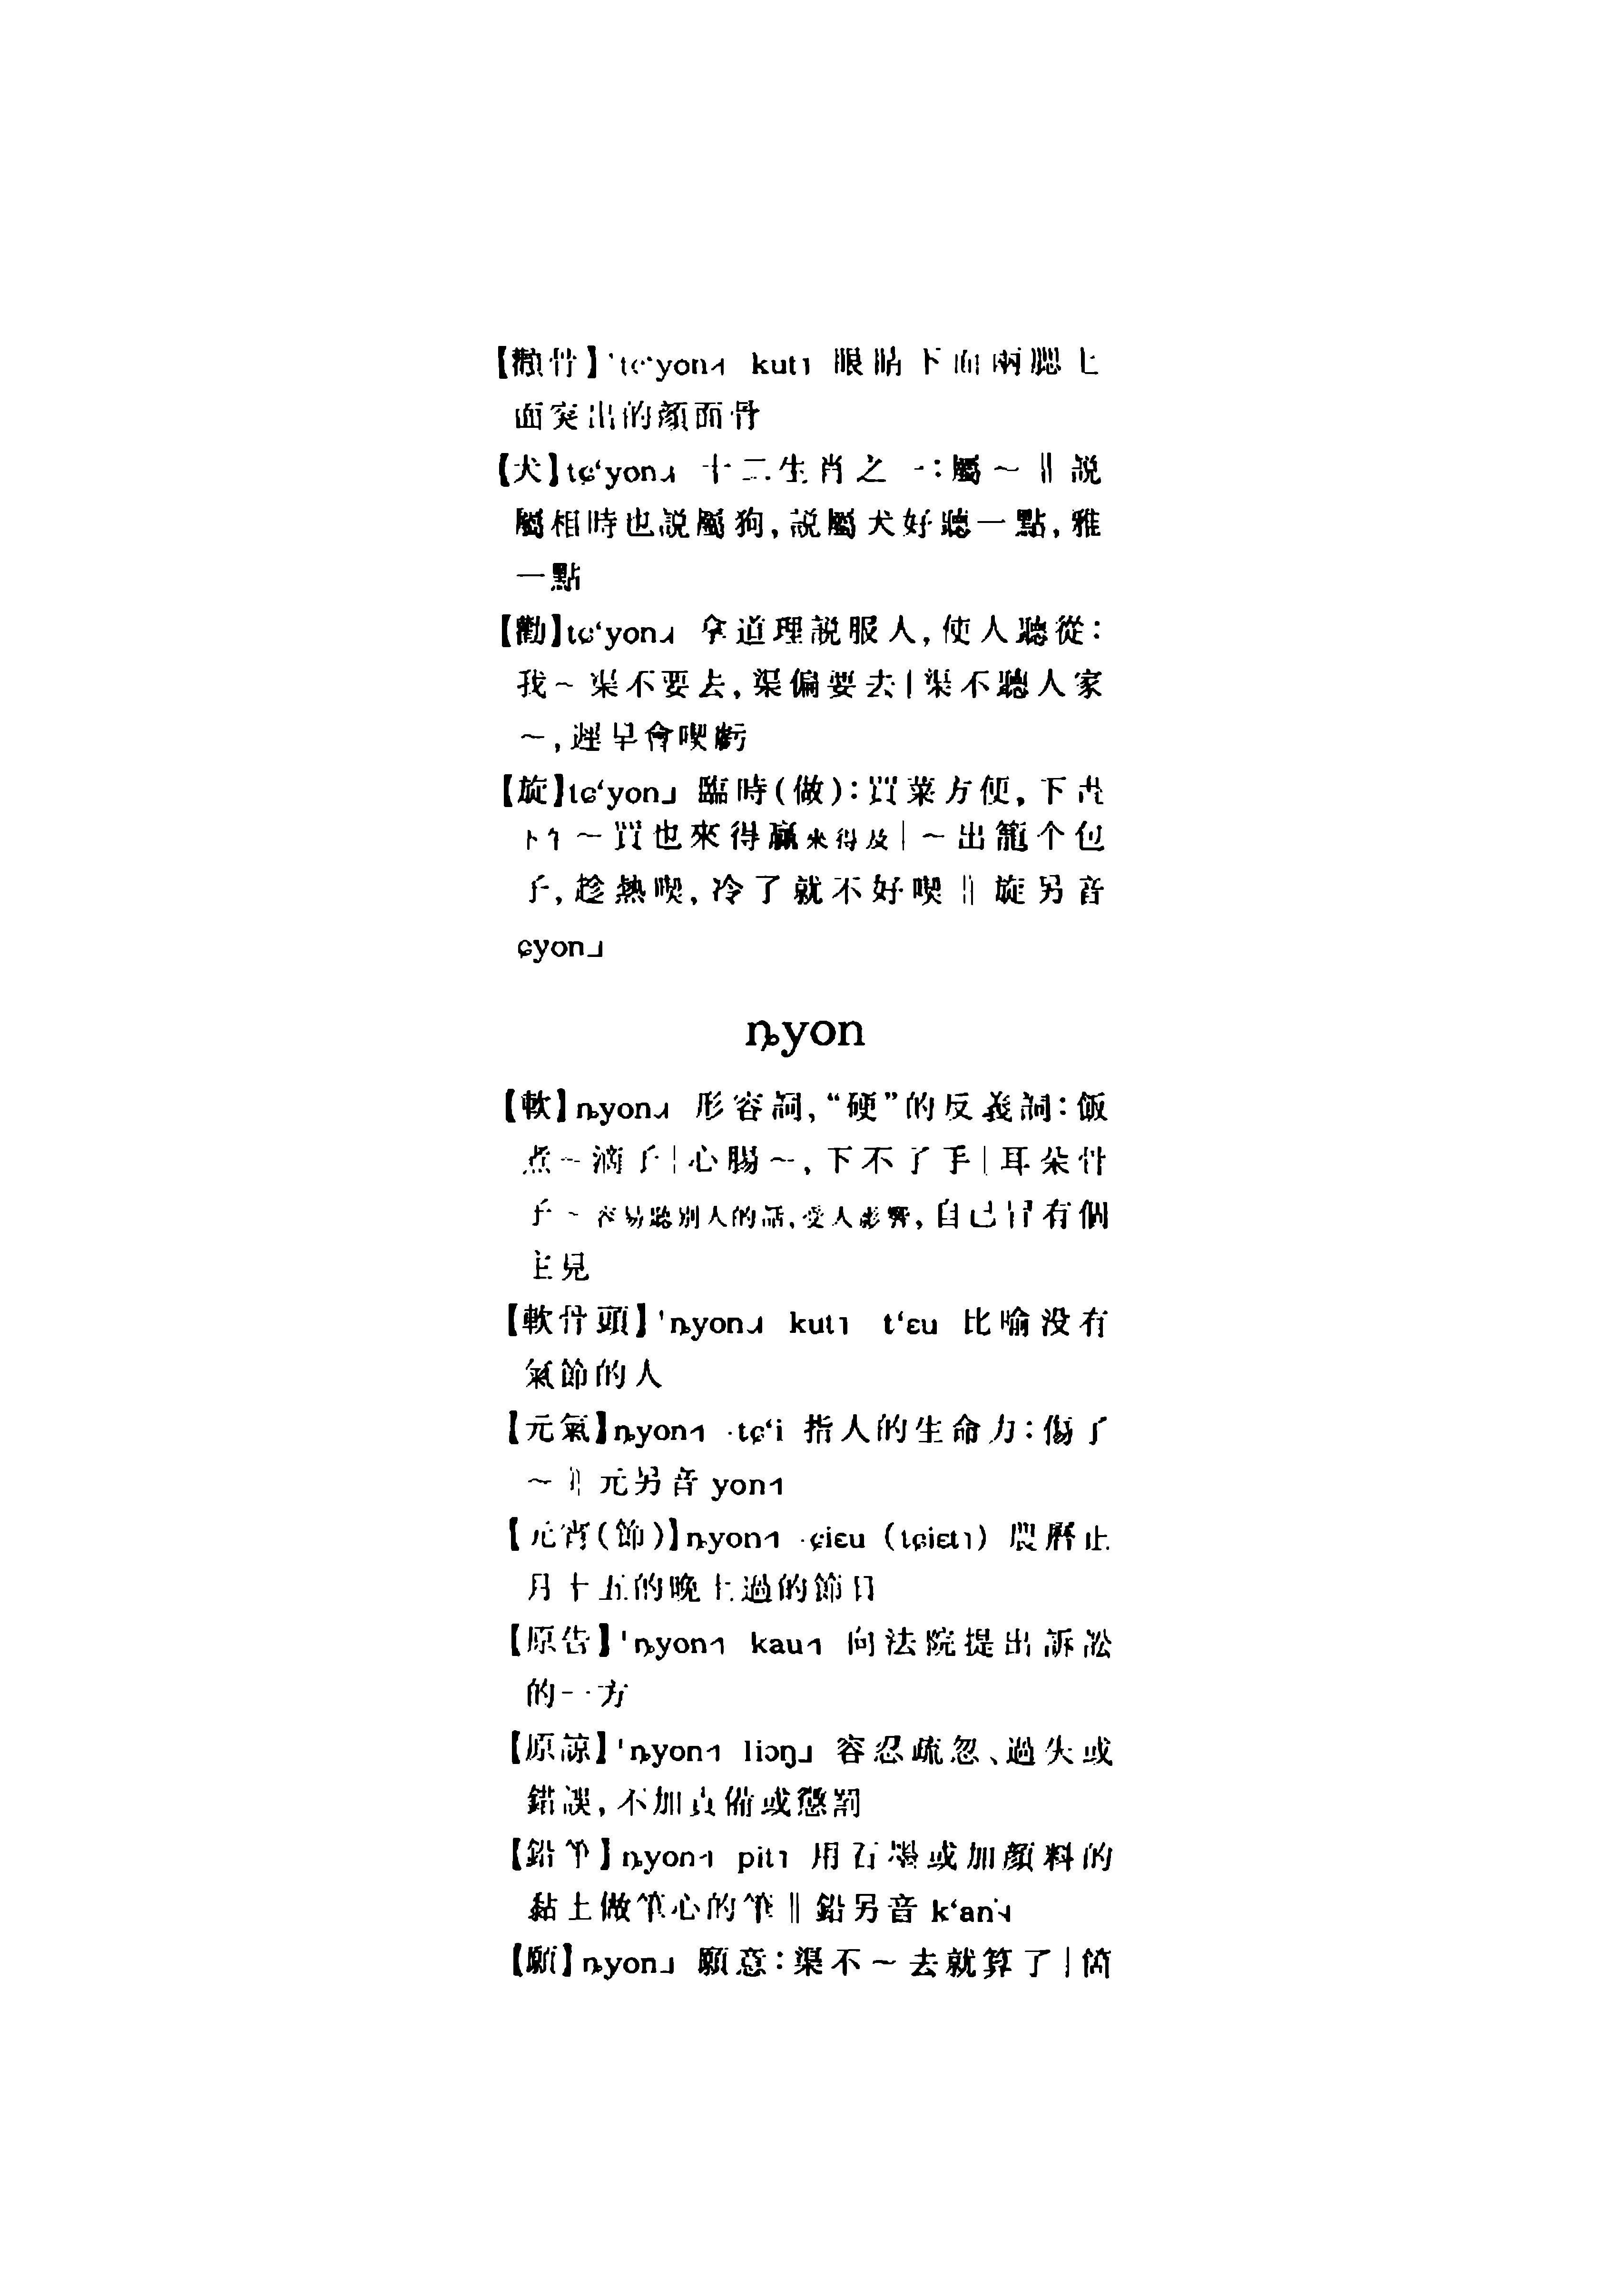 【顴骨】'tɕ‘yon˨˩ kut˥ 眼睛下面兩腮上
面突出的顔面骨
【犬】tɕ‘yon⅃ 十二生肖之一：屬～‖説
屬相時也説屬狗，説屬犬好聽一點，雅
一點
【勸】tɕ‘yon⅃ 拿道理説服人，使人聽從：
我～渠不要去，渠偏要去|渠不聽人家
～，遲早會喫虧
【旋】tɕ‘yon」 臨時(做)：買菜方便，下晝
下午～買也來得贏來得及|～出籠个包
子，趁熱喫，冷了就不好喫‖旋另音
ɕyon」
ȵyon
【軟】ȵyon⅃ 形容詞，“硬”的反義詞：飯
煮～滴子|心腸～，下不了手|耳朵骨
子～容易聽別人的話，受人影響，自己冇有個
主見
【軟骨頭】'ȵyon⅃ kut˥ t‘ɛu 比喻没有
氣節的人
【元氣】ȵyon˧˥ ·tɕ‘i 指人的生命力：傷了
～‖元另音 yon˧˥
【元宵(節)】ȵyon˧˥ ·ɕiɛu (tɕiɛt˥) 農曆正
月十五的晚上過的節日
【原告】'ȵyon˧˥ kau˧˥ 向法院提出訴訟
的一方
【原諒】'ȵyon˧˥ liɔŋ」 容忍疏忽、過失或
錯誤，不加責備或懲罰
【鉛筆】ȵyon˧˥ pit˥ 用石墨或加顔料的
黏土做筆心的筆‖鉛另音 k‘an
【願】ȵyon」 願意：渠不～去就算了|箇